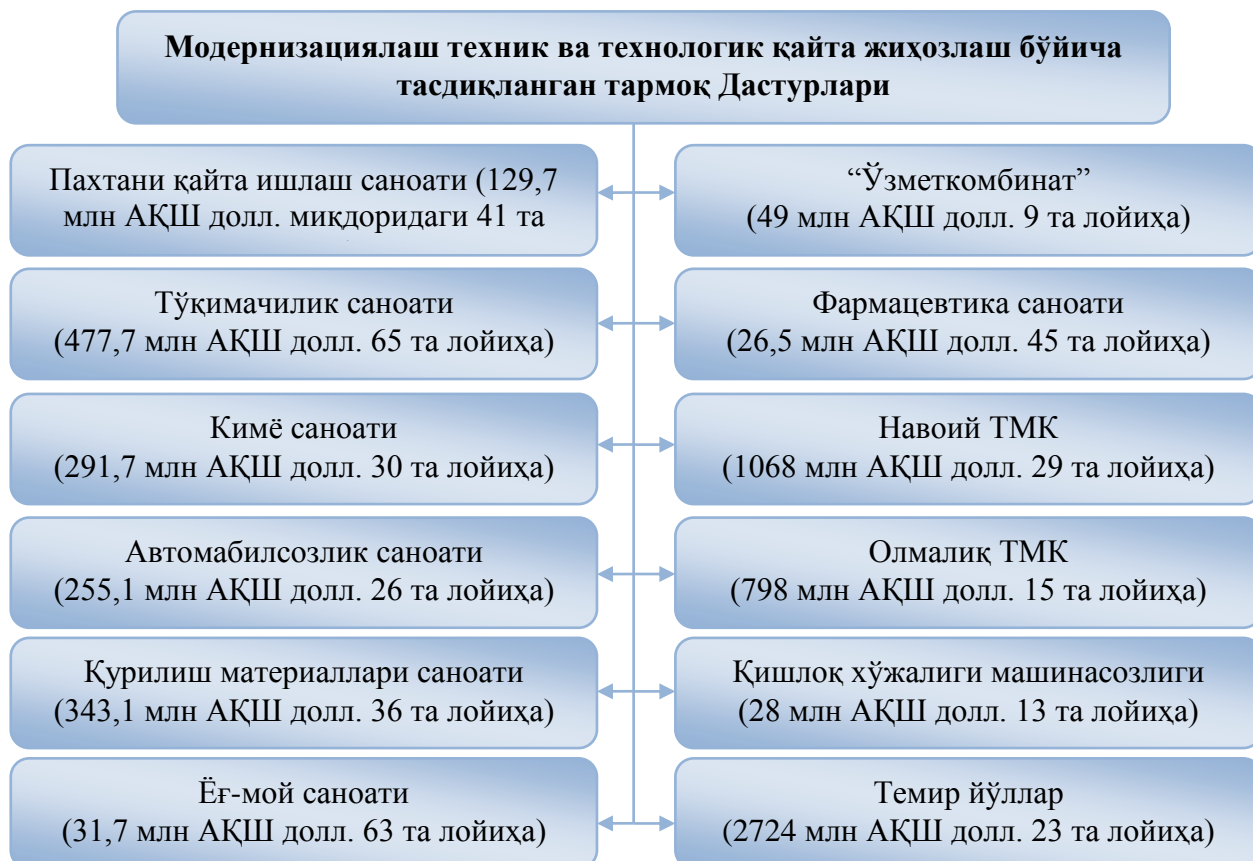 Модернизациялаш техник ва технологик қайта жиҳозлаш бўйича
тасдиқланган тармоқ Дастурлари
Пахтани қайта ишлаш саноати (129,7
млн АҚШ долл. миқдоридаги 41 та
“Ўзметкомбинат”
(49 млн АҚШ долл. 9 та лойиҳа)
Тўқимачилик саноати
(477,7 млн АҚШ долл. 65 та лойиҳа)
Фармацевтика саноати
(26,5 млн АҚШ долл. 45 та лойиҳа)
Кимё саноати
(291,7 млн АҚШ долл. 30 та лойиҳа)
Навоий ТМК
(1068 млн АҚШ долл. 29 та лойиҳа)
Автомабилсозлик саноати
(255,1 млн АҚШ долл. 26 та лойиҳа)
Олмалиқ ТМК
(798 млн АҚШ долл. 15 та лойиҳа)
Қурилиш материаллари саноати
(343,1 млн АҚШ долл. 36 та лойиҳа)
Қишлоқ хўжалиги машинасозлиги
(28 млн АҚШ долл. 13 та лойиҳа)
Ёғ-мой саноати
(31,7 млн АҚШ долл. 63 та лойиҳа)
Темир йўллар
(2724 млн АҚШ долл. 23 та лойиҳа)